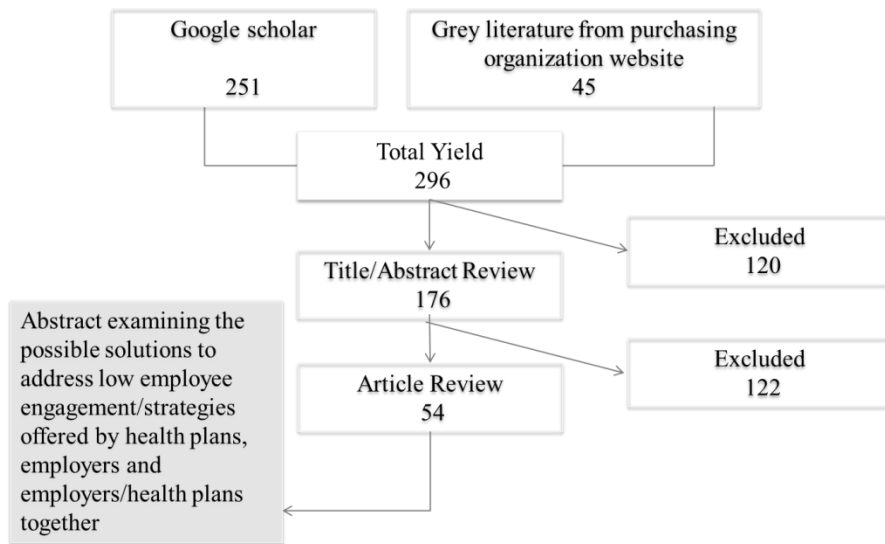 Google scholar
251
Grey literature from purchasing
organization website
45
Total Yield
296
Excluded
120
Title/Abstract Review
176
Abstract examining the
possible solutions to
address low employee
engagement/strategies
offered by health plans,
employers and
employers/health plans
together
Article Review
54
Excluded
122